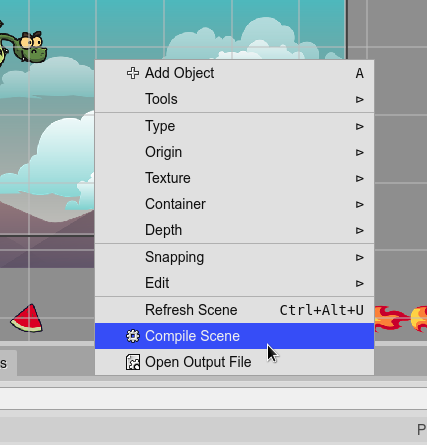 Add Object A
Tools
Type
Origin
Texture
Container
Depth
Snapping
Edit
Refresh Scene Ctrl+Alt+U
Compile Scene
Open Output File
s
P